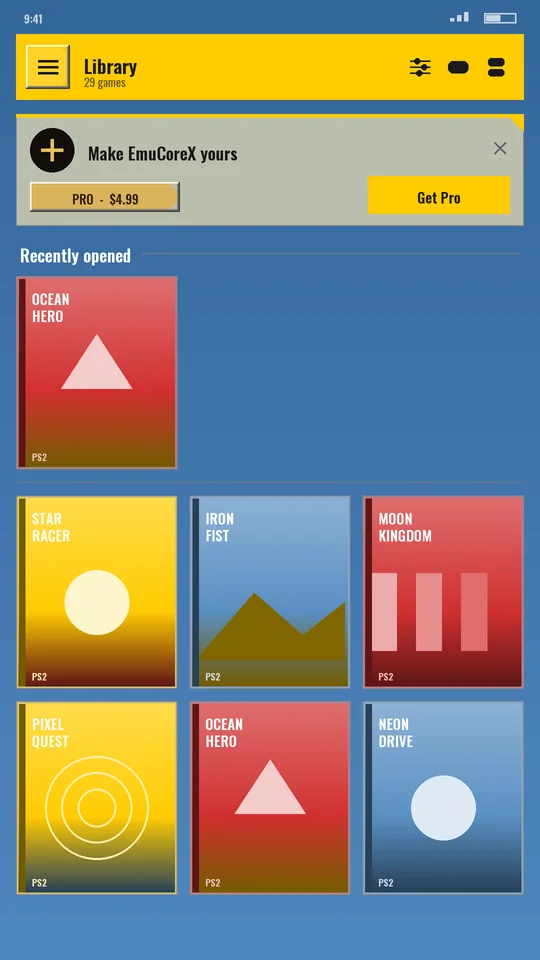 9:41
Library
29 games
Make EmuCoreX yours
PRO - $4.99
Get Pro
Recently opened
OCEAN
HERO
PS2
STAR
RACER
PS2
IRON
FIST
PS2
MOON
KINGDOM
PS2
PIXEL
QUEST
PS2
OCEAN
HERO
PS2
NEON
DRIVE
PS2